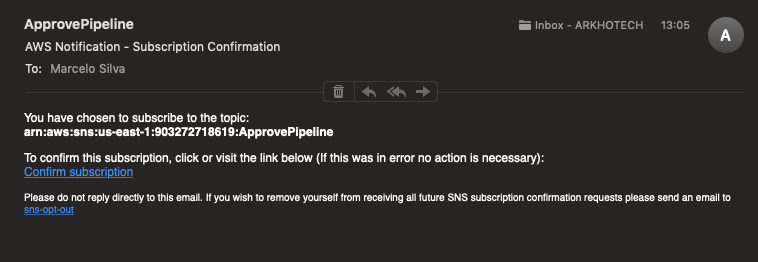 ApprovePipeline
Inbox - ARKHOTECH 13:05
A
AWS Notification - Subscription Confirmation
To: Marcelo Silva
You have chosen to subscribe to the topic:
arn:aws:sns:us-east-1:903272718619:ApprovePipeline
To confirm this subscription, click or visit the link below (If this was in error no action is necessary):
Confirm subscription
Please do not reply directly to this email. If you wish to remove yourself from receiving all future SNS subscription confirmation requests please send an email to
sns-opt-out